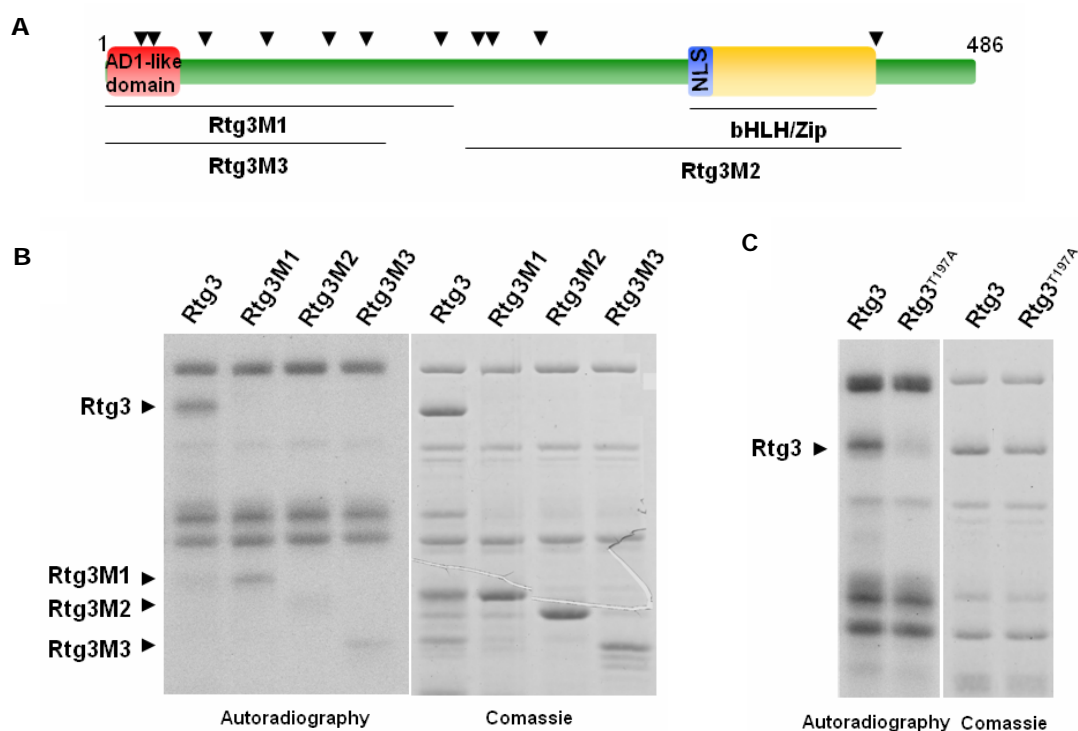 A
1
486
AD1-like
domain
NLS
Rtg3M1
bHLH/Zip
Rtg3M3
Rtg3M2
B
Rtg3
Rtg3M1
Rtg3M2
Rtg3M3
Rtg3
Rtg3M1
Rtg3M2
Rtg3M3
Rtg3
Rtg3M1
Rtg3M2
Rtg3M3
Autoradiography
Comassie
C
Rtg3
Rtg3T197A
Rtg3
Rtg3T197A
Rtg3
Autoradiography
Comassie